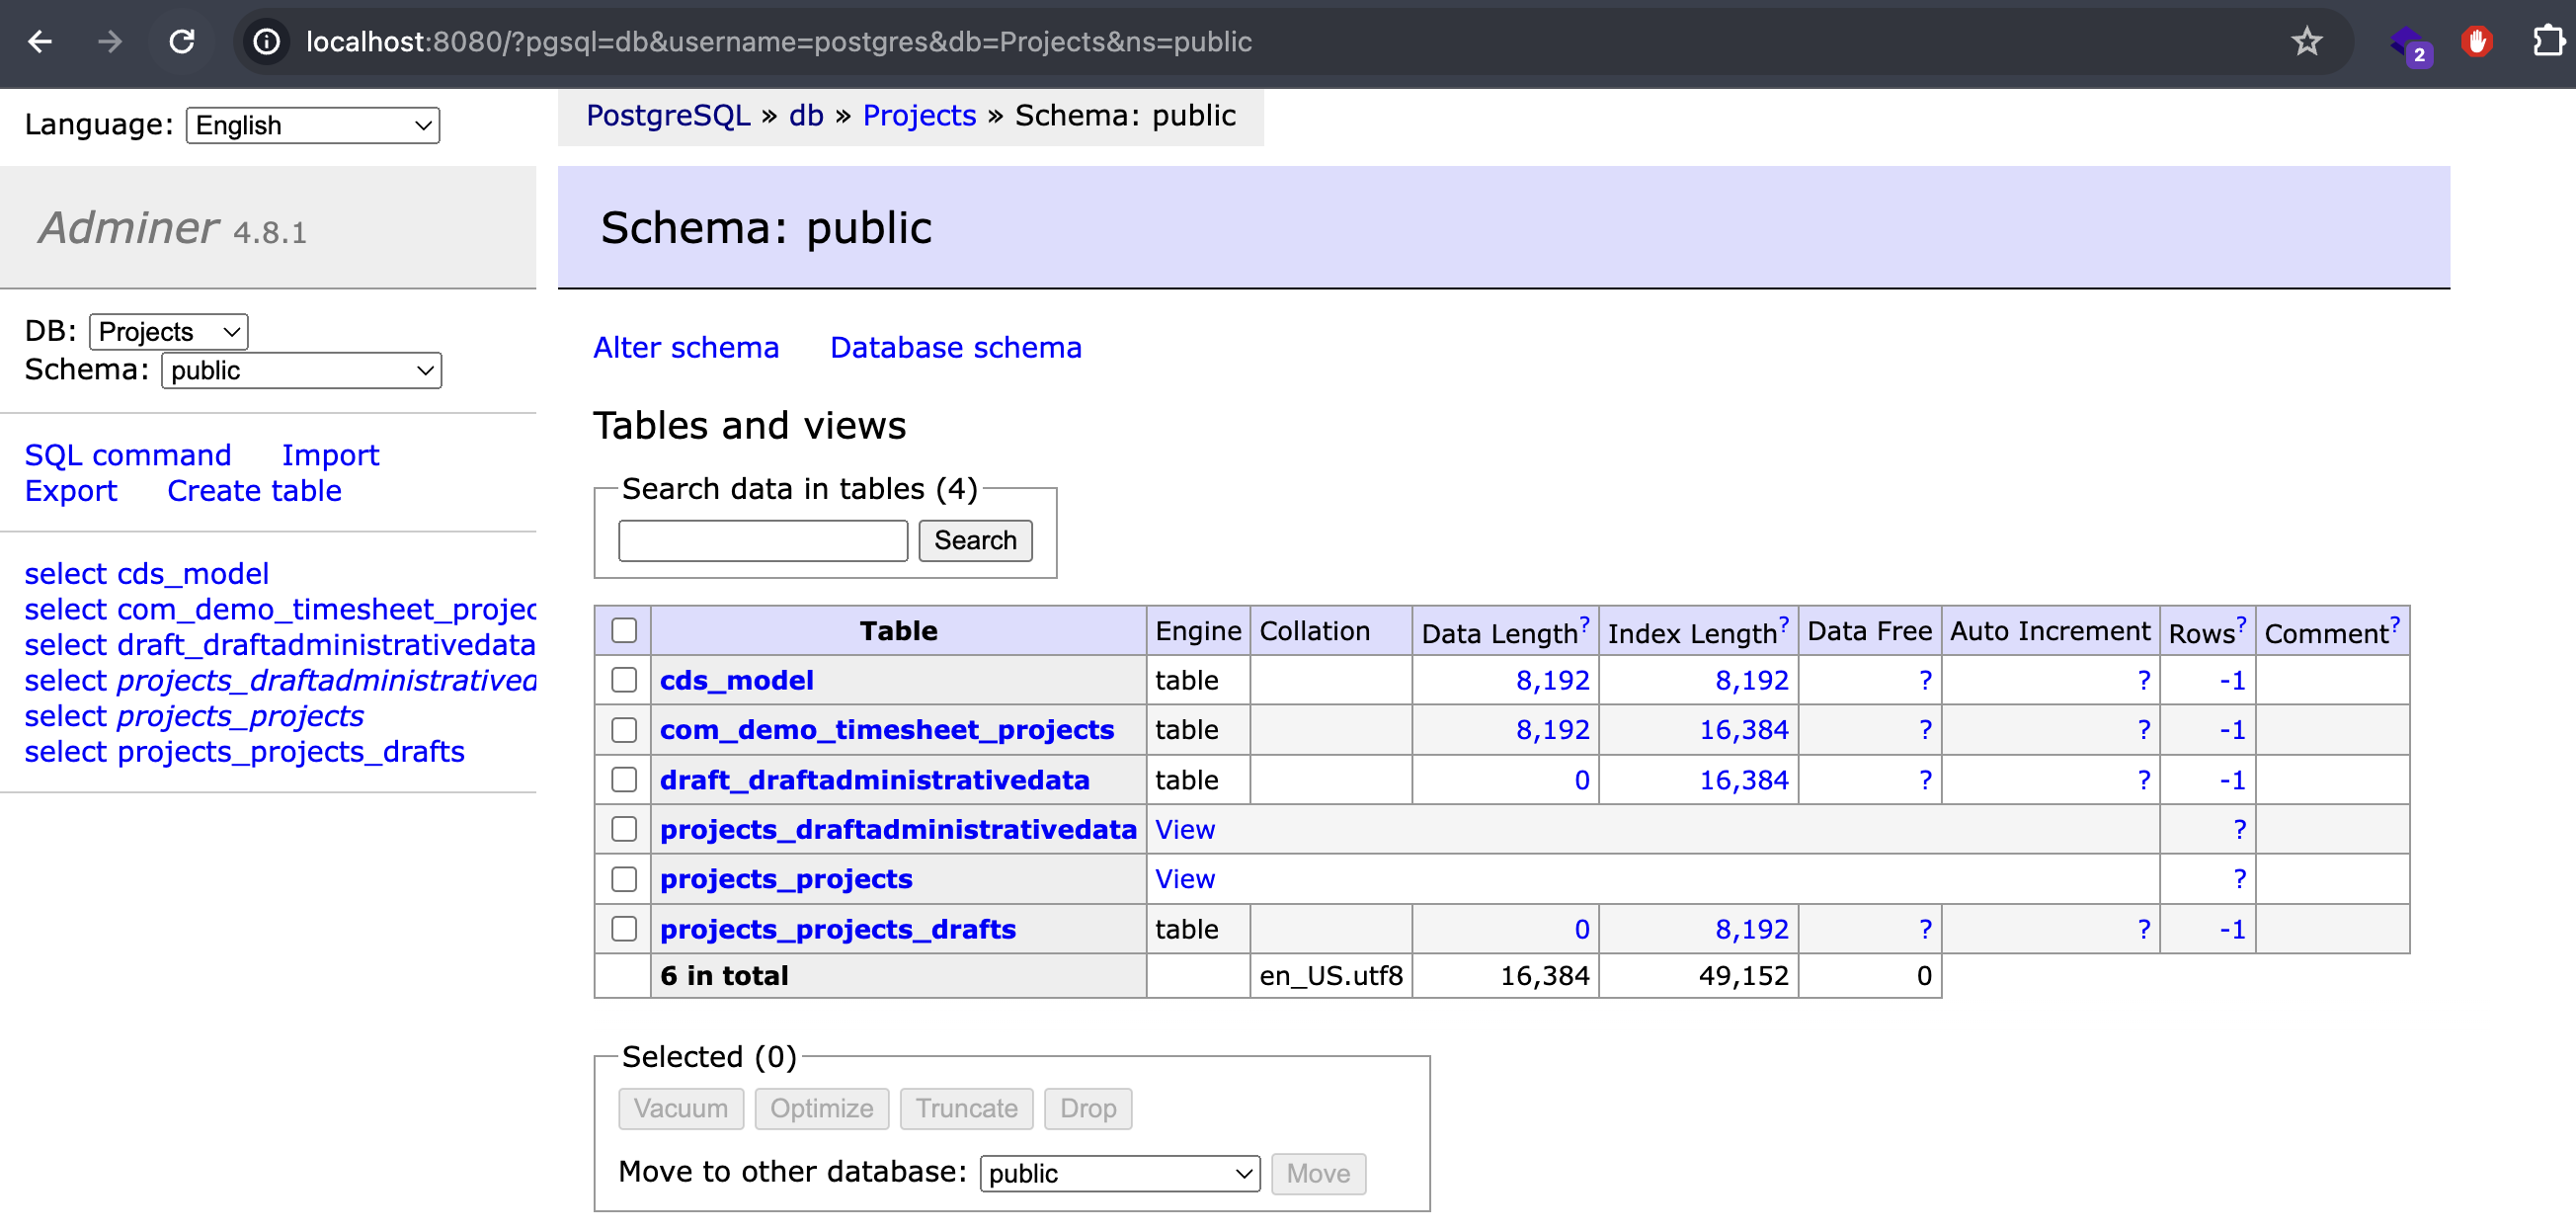 localhost:8080/?pgsql=db&username=postgres&db=Projects&ns=public
2
Language: English
PostgreSQL » db » Projects » Schema: public
Adminer 4.8.1
Schema: public
DB: Projects
Schema: public
Alter schema Database schema
SQL command Import
Export Create table
select cds_model
select com_demo_timesheet_projec
select draft_draftadministrativedata
select projects_draftadministratived
select projects_projects
select projects_projects_drafts
Tables and views
Search data in tables (4)
Search
Table Engine Collation Data Length? Index Length? Data Free Auto Increment Rows? Comment?
cds_model table 8,192 8,192 ? ? -1
com_demo_timesheet_projects table 8,192 16,384 ? ? -1
draft_draftadministrativedata table 0 16,384 ? ? -1
projects_draftadministrativedata View ?
projects_projects View ?
projects_projects_drafts table 0 8,192 ? ? -1
6 in total en_US.utf8 16,384 49,152 0
Selected (0)
Vacuum Optimize Truncate Drop
Move to other database: public Move